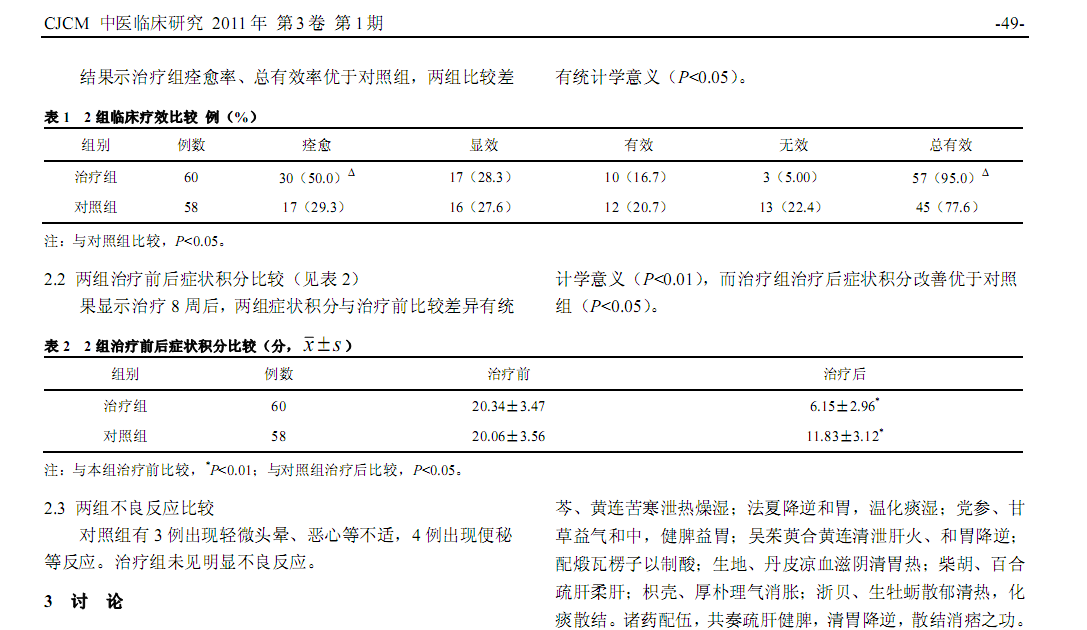 CJCM 中医临床研究 2011 年 第 3 卷 第 1 期 -49-
结果示治疗组痊愈率、总有效率优于对照组，两组比较差
有统计学意义（P<0.05）。
表 1 2 组临床疗效比较 例（%）
组别 例数 痊愈 显效 有效 无效 总有效
治疗组 60 30（50.0）Δ 17（28.3） 10（16.7） 3（5.00） 57（95.0）Δ
对照组 58 17（29.3） 16（27.6） 12（20.7） 13（22.4） 45（77.6）
注：与对照组比较，P<0.05。
2.2 两组治疗前后症状积分比较（见表 2）
果显示治疗 8 周后，两组症状积分与治疗前比较差异有统
计学意义（P<0.01），而治疗组治疗后症状积分改善优于对照
组（P<0.05）。
表 2 2 组治疗前后症状积分比较（分，x̄±s）
组别 例数 治疗前 治疗后
治疗组 60 20.34±3.47 6.15±2.96*
对照组 58 20.06±3.56 11.83±3.12*
注：与本组治疗前比较，*P<0.01；与对照组治疗后比较，P<0.05。
2.3 两组不良反应比较
对照组有 3 例出现轻微头晕、恶心等不适，4 例出现便秘
等反应。治疗组未见明显不良反应。
3 讨 论
芩、黄连苦寒泄热燥湿；法夏降逆和胃，温化痰湿；党参、甘
草益气和中，健脾益胃；吴茱萸合黄连清泄肝火、和胃降逆；
配煅瓦楞子以制酸；生地、丹皮凉血滋阴清胃热；柴胡、百合
疏肝柔肝；枳壳、厚朴理气消胀；浙贝、生牡蛎散郁清热，化
痰散结。诸药配伍，共奏疏肝健脾，清胃降逆，散结消痞之功。